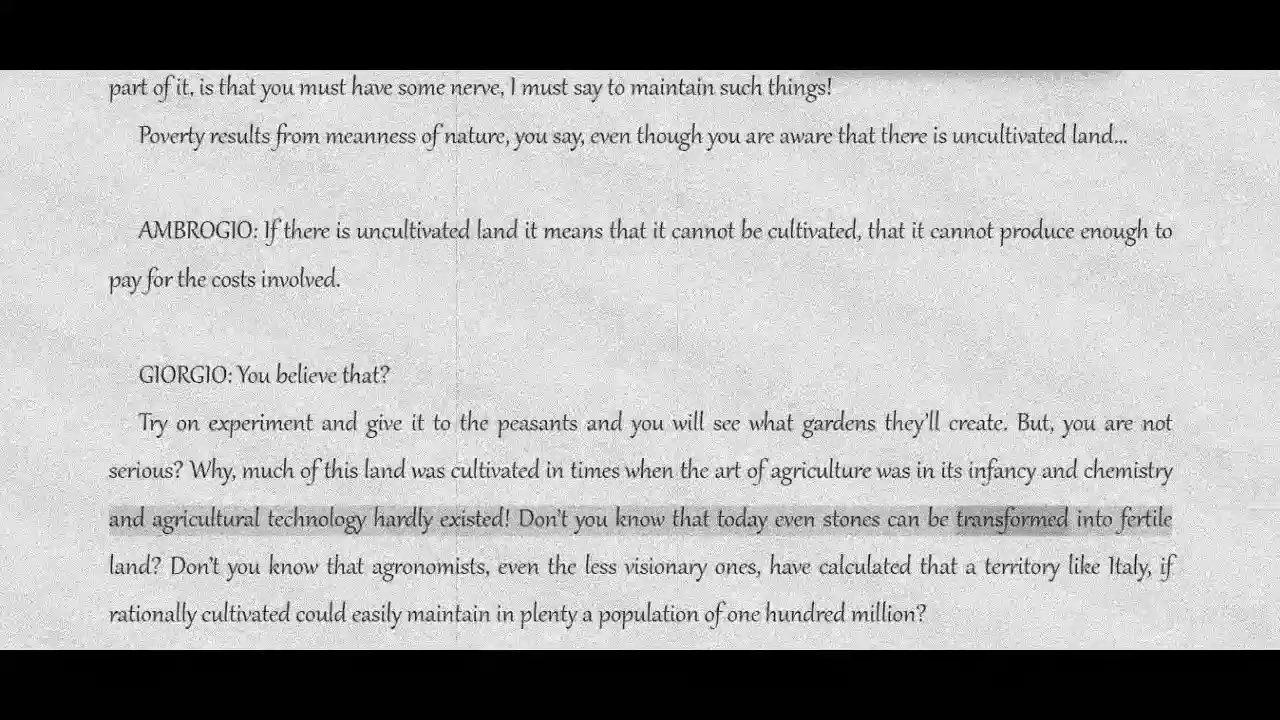 part of it, is that you must have some nerve, I must say to maintain such things!
Poverty results from meanness of nature, you say, even though you are aware that there is uncultivated land...
AMBROGIO: If there is uncultivated land it means that it cannot be cultivated, that it cannot produce enough to
pay for the costs involved.
GIORGIO: You believe that?
Try on experiment and give it to the peasants and you will see what gardens they'll create. But, you are not
serious? Why, much of this land was cultivated in times when the art of agriculture was in its infancy and chemistry
and agricultural technology hardly existed! Don't you know that today even stones can be transformed into fertile
land? Don't you know that agronomists, even the less visionary ones, have calculated that a territory like Italy, if
rationally cultivated could easily maintain in plenty a population of one hundred million?